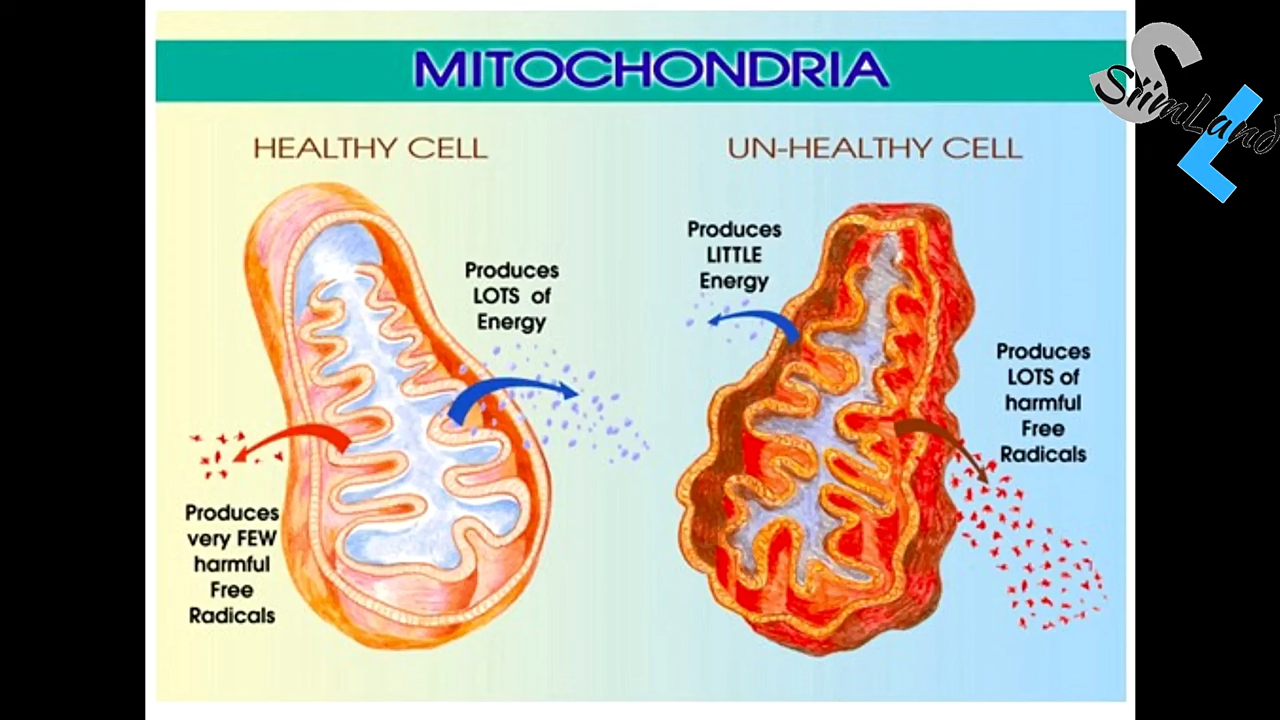 MITOCHONDRIA
HEALTHY CELL
UN-HEALTHY CELL
Produces
LOTS of
Energy
Produces
very FEW
harmful
Free
Radicals
Produces
LITTLE
Energy
Produces
LOTS of
harmful
Free
Radicals
SL
SiimLand